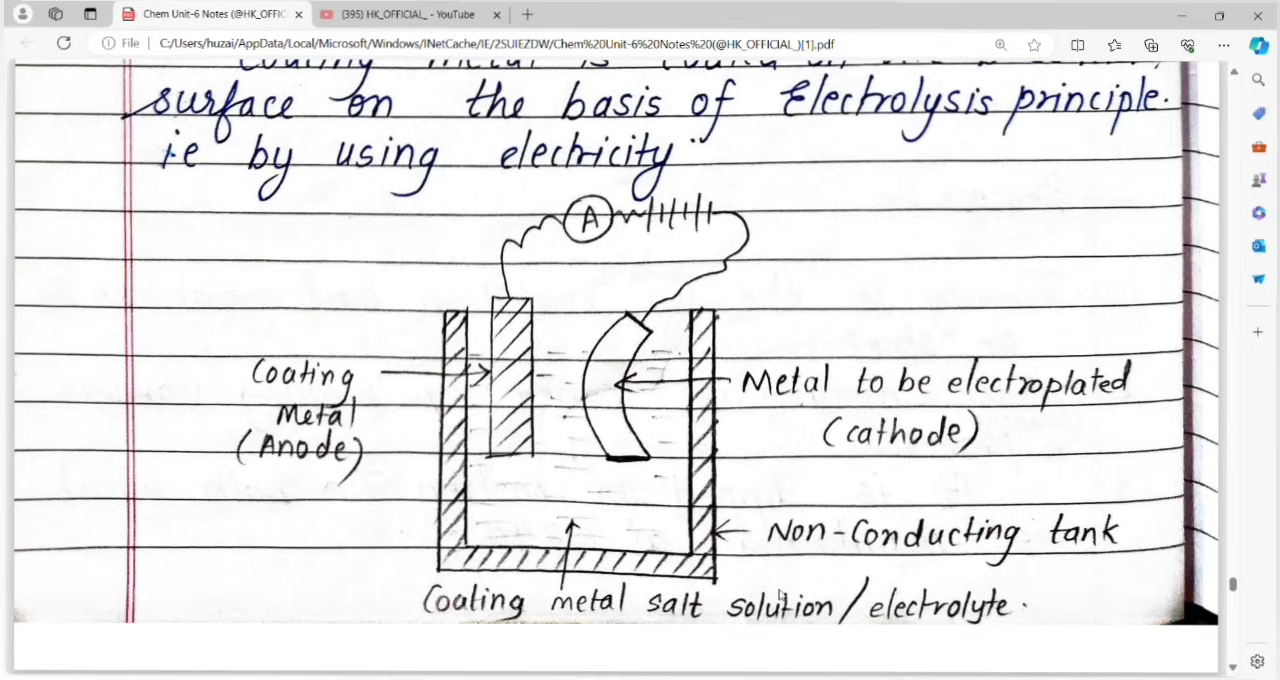 Chem Unit-6 Notes (@HK_OFFIC
(395) HK_OFFICIAL_ - YouTube
File
C:/Users/huzai/AppData/Local/Microsoft/Windows/INetCache/IE/2SUIEZDW/Chem%20Unit-6%20Notes%20(@HK_OFFICIAL_)[1].pdf
surface on the basis of Electrolysis principle.
i.e by using electricity
A
Coating
Metal
(Anode)
Metal to be electroplated
(cathode)
Non-Conducting tank
Coating metal salt solution / electrolyte.